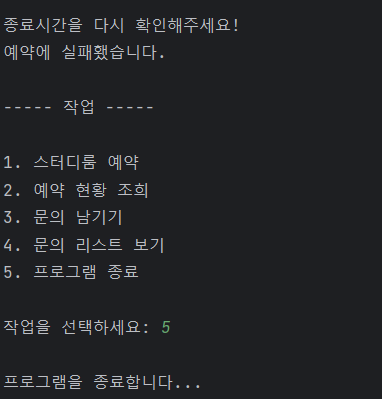 종료시간을 다시 확인해주세요!
예약에 실패했습니다.
----- 작업 -----
1. 스터디룸 예약
2. 예약 현황 조희
3. 문의 남기기
4. 문의 리스트 보기
5. 프로그램 종료
작업을 선택하세요: 5
프로그램을 종료합니다...